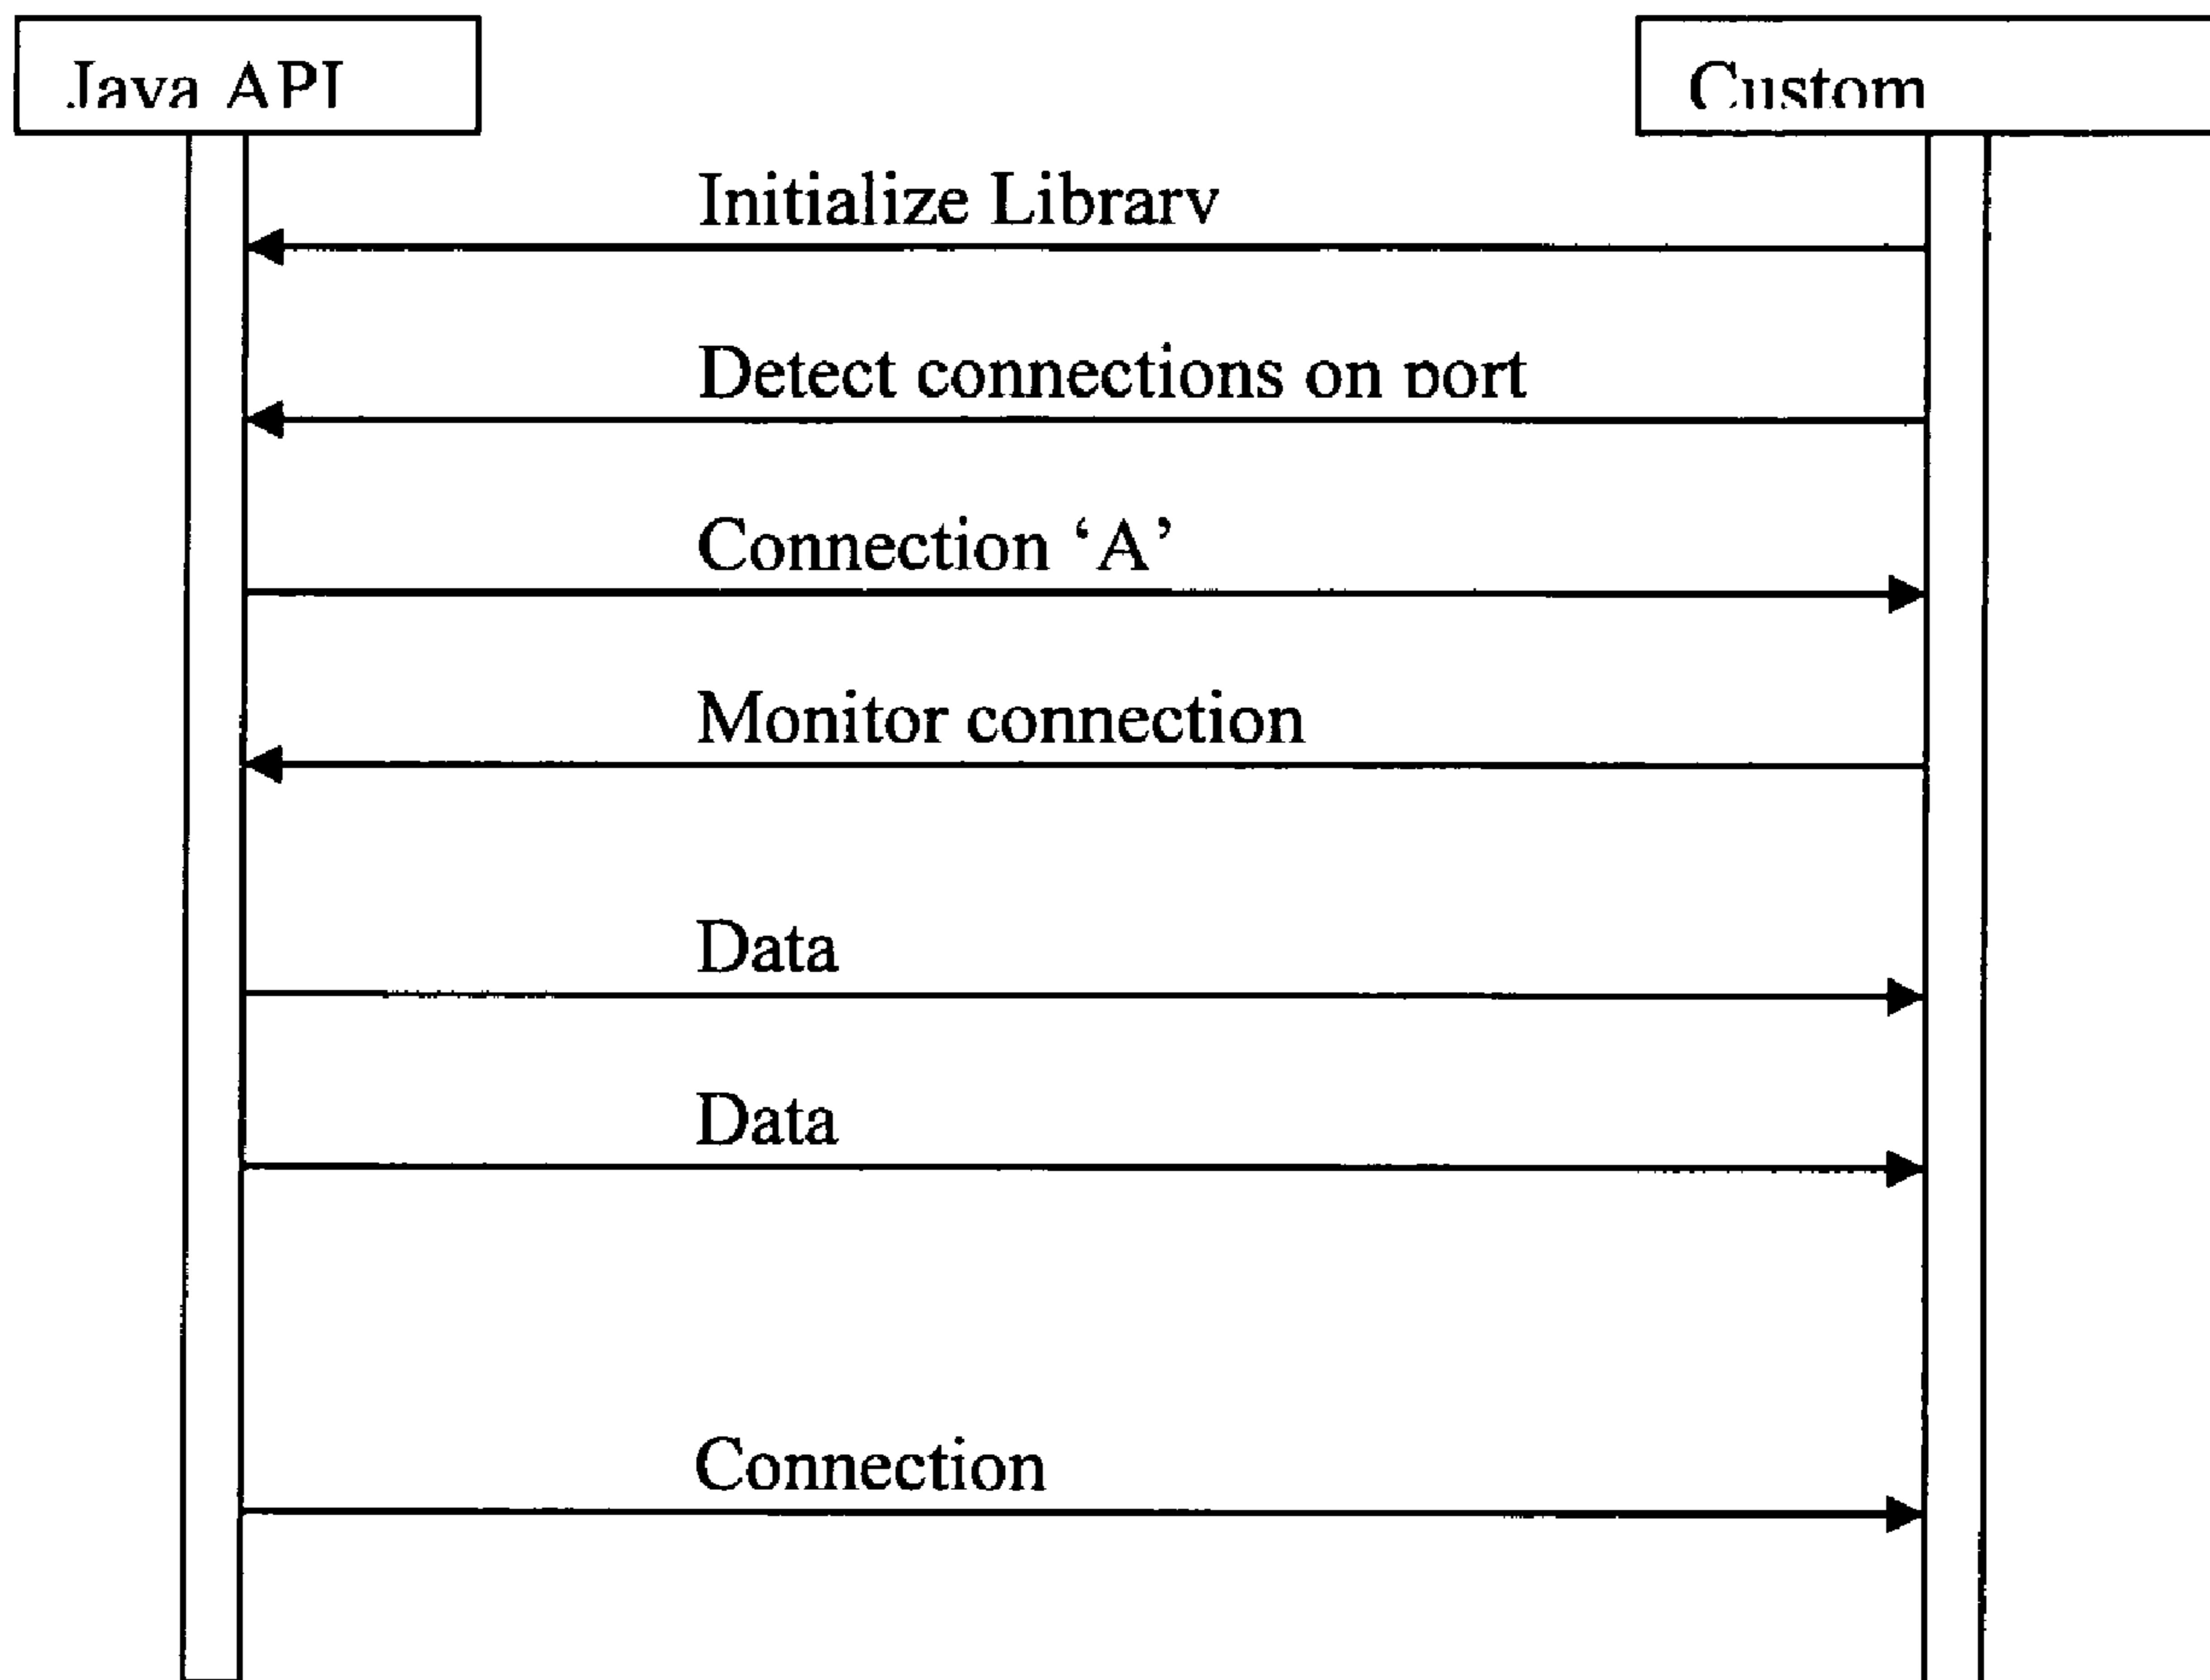 Java API
Custom
Initialize Library
Detect connections on port
Connection ‘A’
Monitor connection
Data
Data
Connection